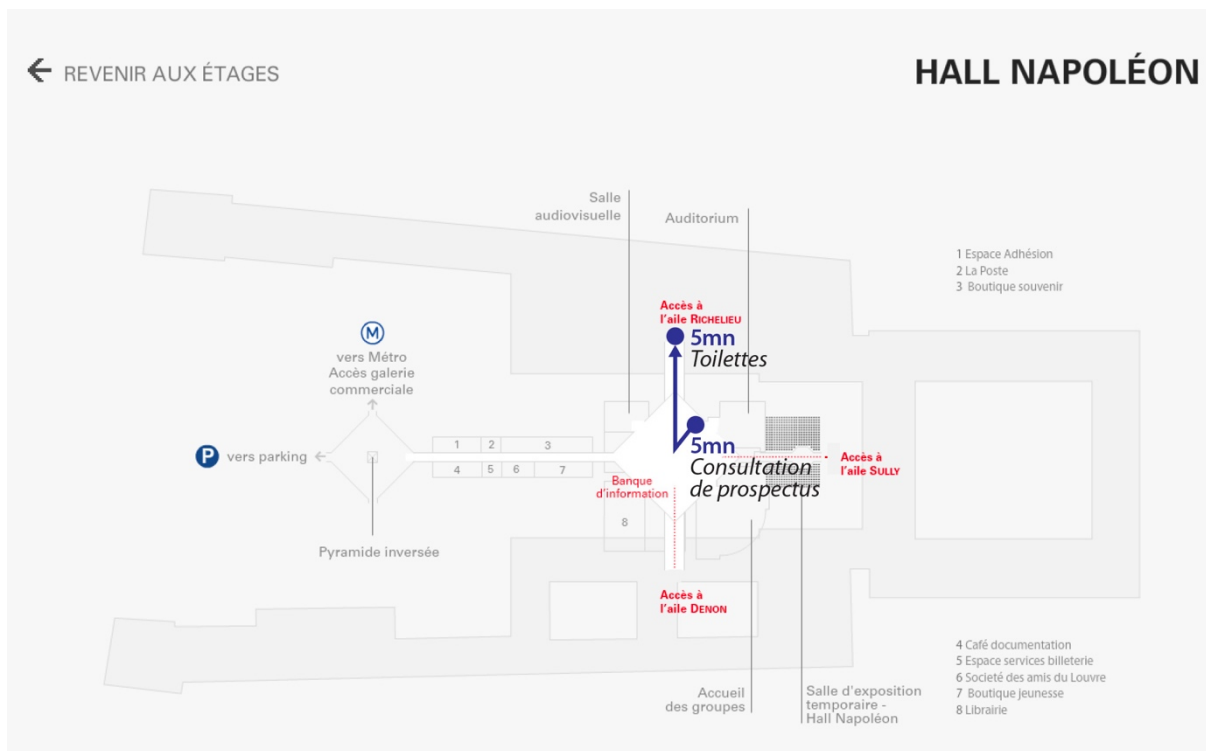 ← REVENIR AUX ÉTAGES
HALL NAPOLÉON
Salle
audiovisuelle
Auditorium
1 Espace Adhésion
2 La Poste
3 Boutique souvenir
Accès à
l'aile RICHELIEU
5mn
Toilettes
M
vers Métro
Accès galerie
commerciale
P vers parking ←
1 2 3
4 5 6 7
5mn
Consultation
de prospectus
Accès à
l'aile SULLY
Banque
d'information
8
Pyramide inversée
Accès à
l'aile DENON
4 Café documentation
5 Espace services billeterie
6 Societé des amis du Louvre
7 Boutique jeunesse
8 Librairie
Accueil
des groupes
Salle d'exposition
temporaire -
Hall Napoléon